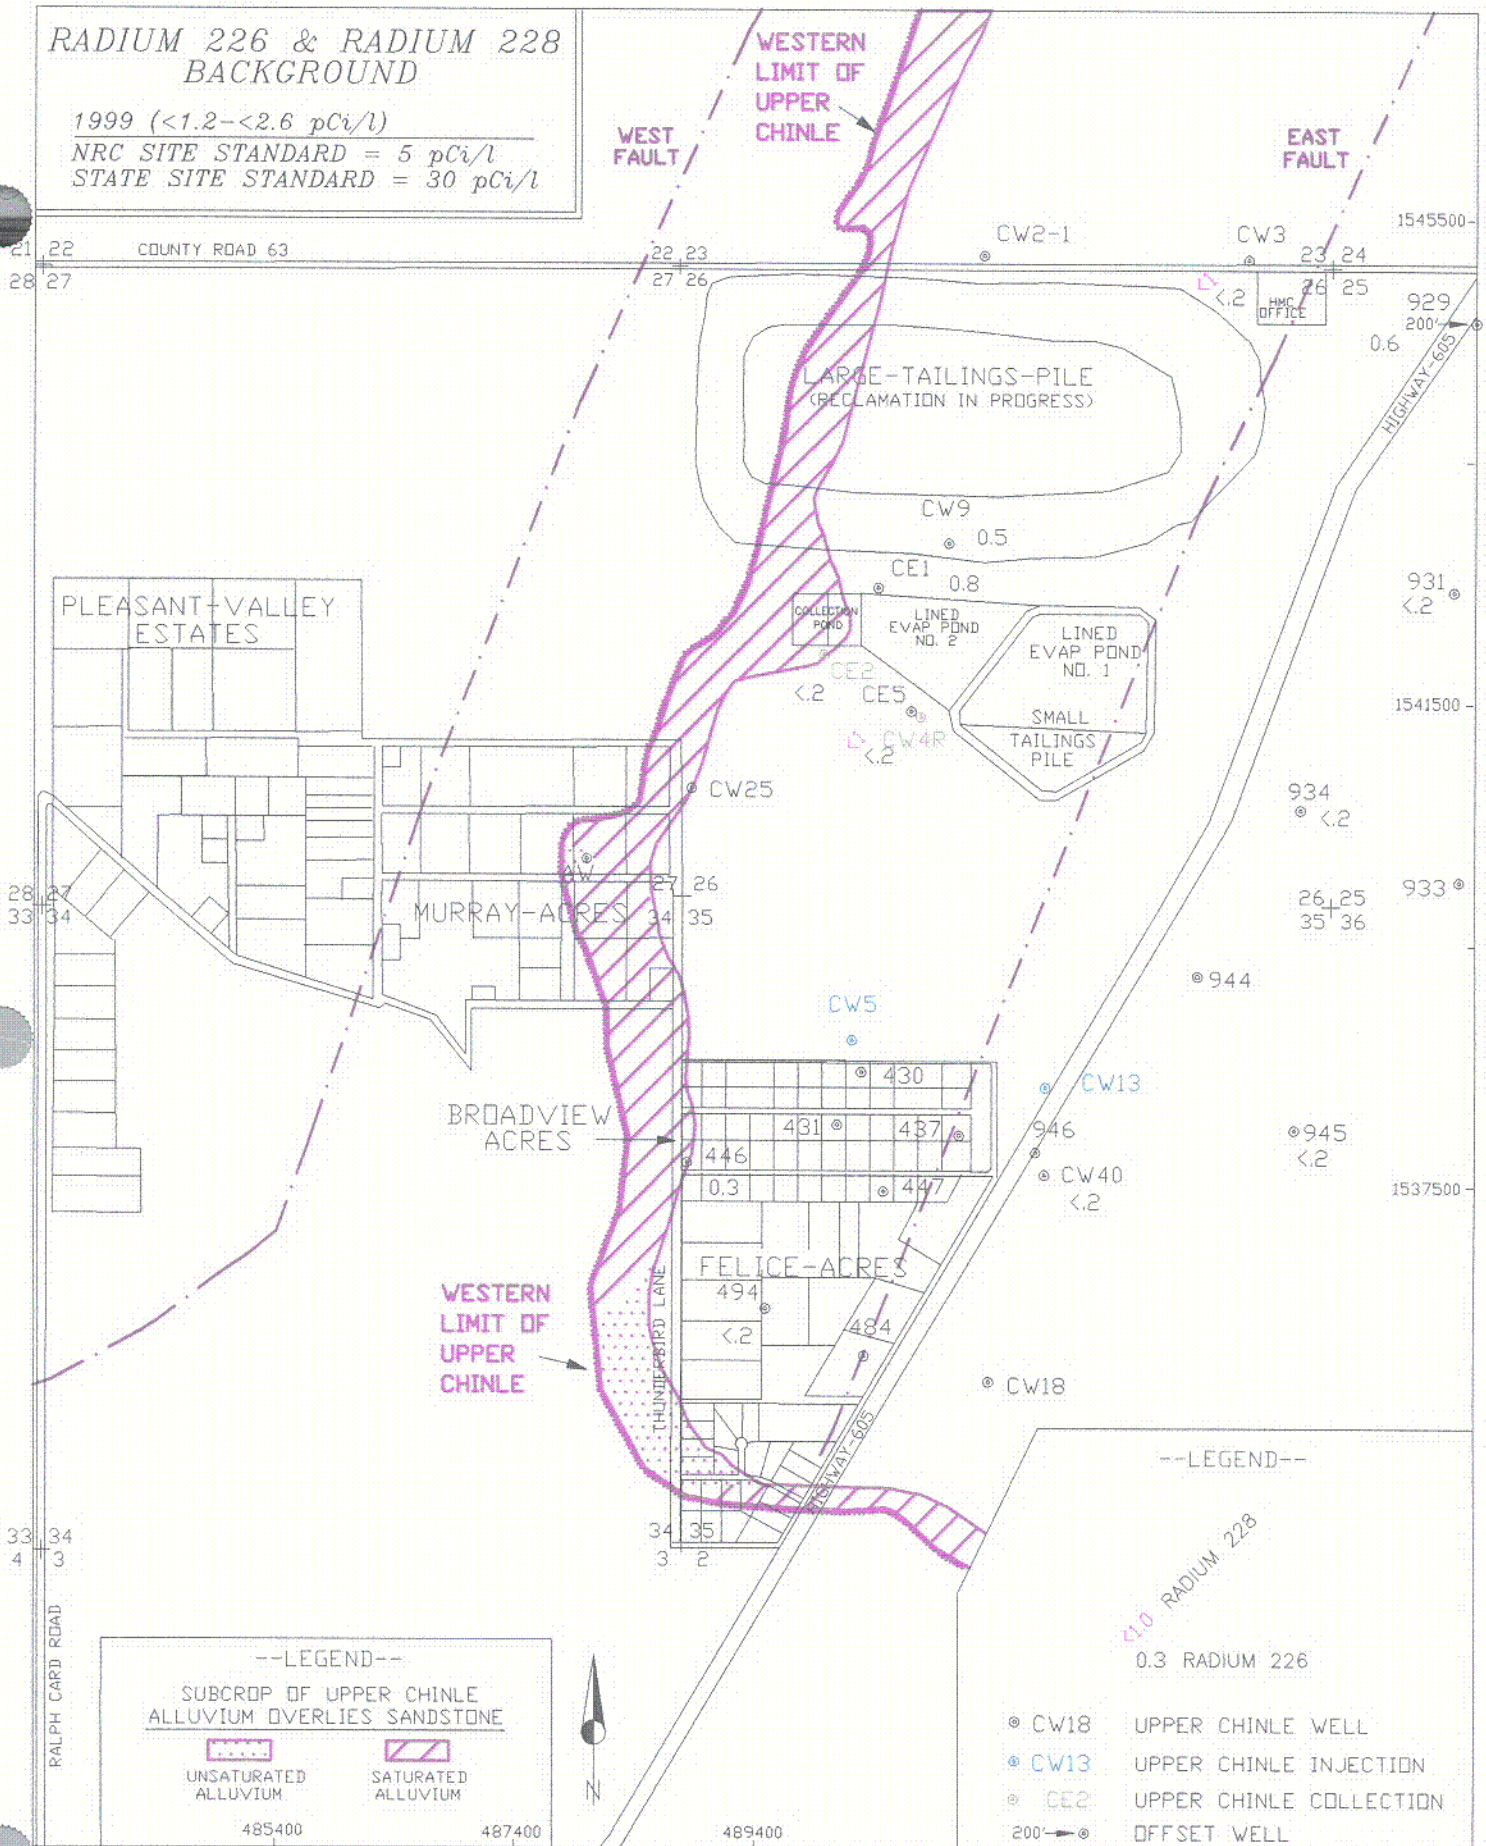 RADIUM 226 & RADIUM 228
BACKGROUND
1999 (<1.2-<2.6 pCi/l)
NRC SITE STANDARD = 5 pCi/l
STATE SITE STANDARD = 30 pCi/l
WESTERN
LIMIT OF
UPPER
CHINLE
WEST
FAULT
EAST
FAULT
1545500
CW2-1
CW3
21 22
28 27
COUNTY ROAD 63
22 23
27 26
23 24
26 25
<1
<.2
HMC
OFFICE
929
200'
0.6
HIGHWAY-605
LARGE-TAILINGS-PILE
(RECLAMATION IN PROGRESS)
CW9
0.5
CE1
0.8
931
<.2
PLEASANT-VALLEY
ESTATES
COLLECTION
POND
LINED
EVAP POND
NO. 2
LINED
EVAP POND
NO. 1
CE2
<.2
CE5
1541500
SMALL
TAILINGS
PILE
CW4R
<1
<.2
CW25
934
<.2
AW
28 27
33 34
27 26
34 35
933
26 25
35 36
MURRAY-ACRES
944
CW5
430
CW13
BROADVIEW
ACRES
431
437
946
945
<.2
446
0.3
447
CW40
<.2
1537500
FELICE-ACRES
WESTERN
LIMIT OF
UPPER
CHINLE
THUNDERBIRD LANE
494
<.2
484
CW18
HIGHWAY-605
33 34
4 3
34 35
3 2
RALPH CARD ROAD
--LEGEND--
SUBCROP OF UPPER CHINLE
ALLUVIUM OVERLIES SANDSTONE
UNSATURATED
ALLUVIUM
SATURATED
ALLUVIUM
N
485400
487400
489400
--LEGEND--
<1.0 RADIUM 228
0.3 RADIUM 226
CW18 UPPER CHINLE WELL
CW13 UPPER CHINLE INJECTION
CE2 UPPER CHINLE COLLECTION
200' OFFSET WELL